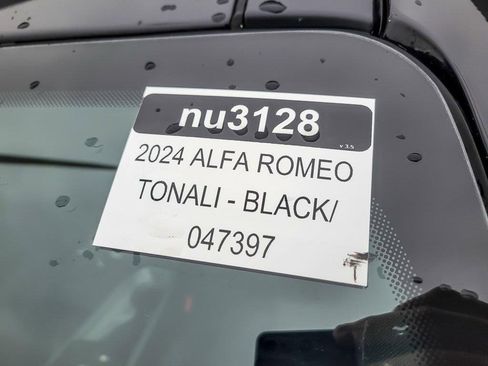 nu3128
v 3.5
2024 ALFA ROMEO
TONALI - BLACK/
047397